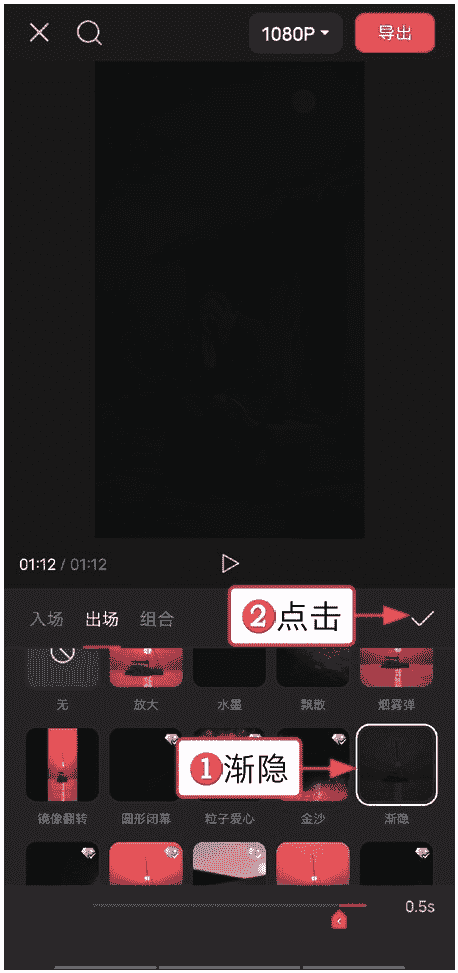 1080P 导出
01:12 / 01:12
入场 出场 组合
❷点击
无 放大 水墨 飘散 烟雾弹
❶渐隐
镜像翻转 圆形闭幕 粒子爱心 金沙 渐隐
0.5s